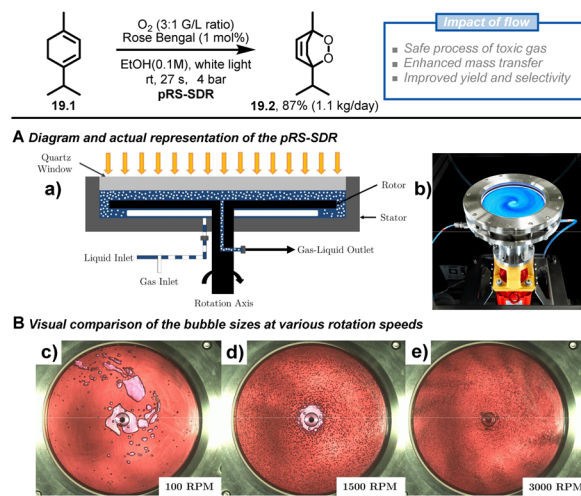 O₂ (3:1 G/L ratio)
Rose Bengal (1 mol%)
EtOH(0.1M), white light
rt, 27 s, 4 bar
pRS-SDR
19.1
O
O
19.2, 87% (1.1 kg/day)
Impact of flow
Safe process of toxic gas
Enhanced mass transfer
Improved yield and selectivity
A Diagram and actual representation of the pRS-SDR
Quartz
Window
a)
b)
Rotor
Stator
Liquid Inlet
Gas Inlet
Gas-Liquid Outlet
Rotation Axis
B Visual comparison of the bubble sizes at various rotation speeds
c)
d)
e)
100 RPM
1500 RPM
3000 RPM